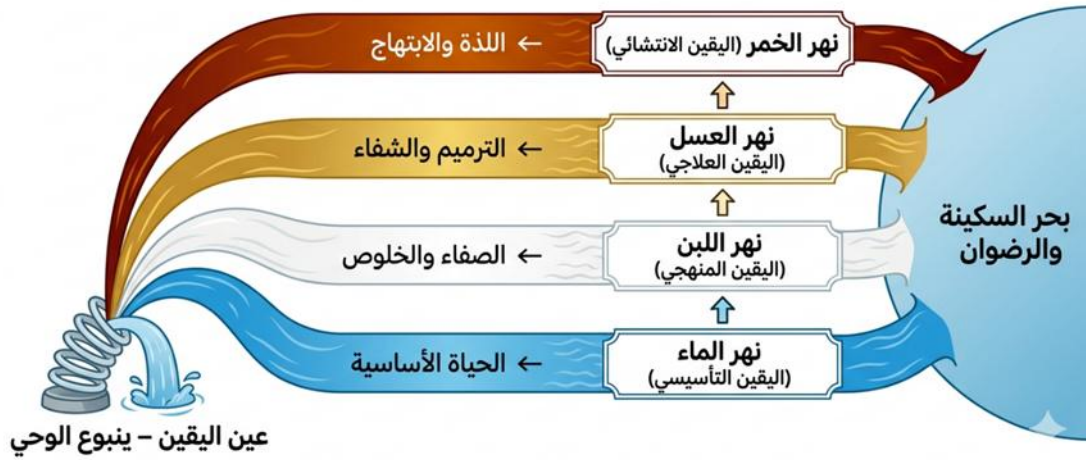 نهر الخمر (اليقين الانتشائي)
← اللذة والابتهاج
نهر العسل
(اليقين العلاجي)
← الترميم والشفاء
نهر اللبن
(اليقين المنهجي)
← الصفاء والخلوص
نهر الماء
(اليقين التأسيسي)
← الحياة الأساسية
بحر السكينة
والرضوان
عين اليقين – ينبوع الوحي